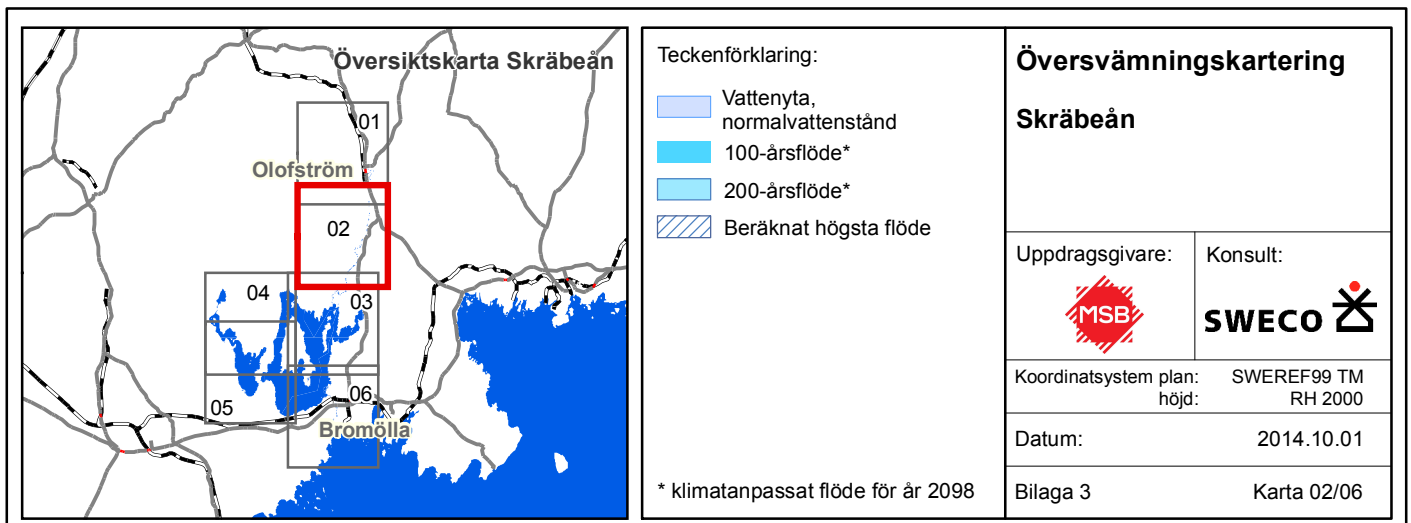 Översiktskarta Skräbeån
01
Olofström
02
04
03
05
06
Bromölla
Teckenförklaring:
Vattenyta,
normalvattenstånd
100-årsflöde*
200-årsflöde*
Beräknat högsta flöde
* klimatanpassat flöde för år 2098
Översvämningskartering
Skräbeån
Uppdragsgivare:
MSB
Konsult:
SWECO
Koordinatsystem plan: SWEREF99 TM
höjd: RH 2000
Datum: 2014.10.01
Bilaga 3 Karta 02/06